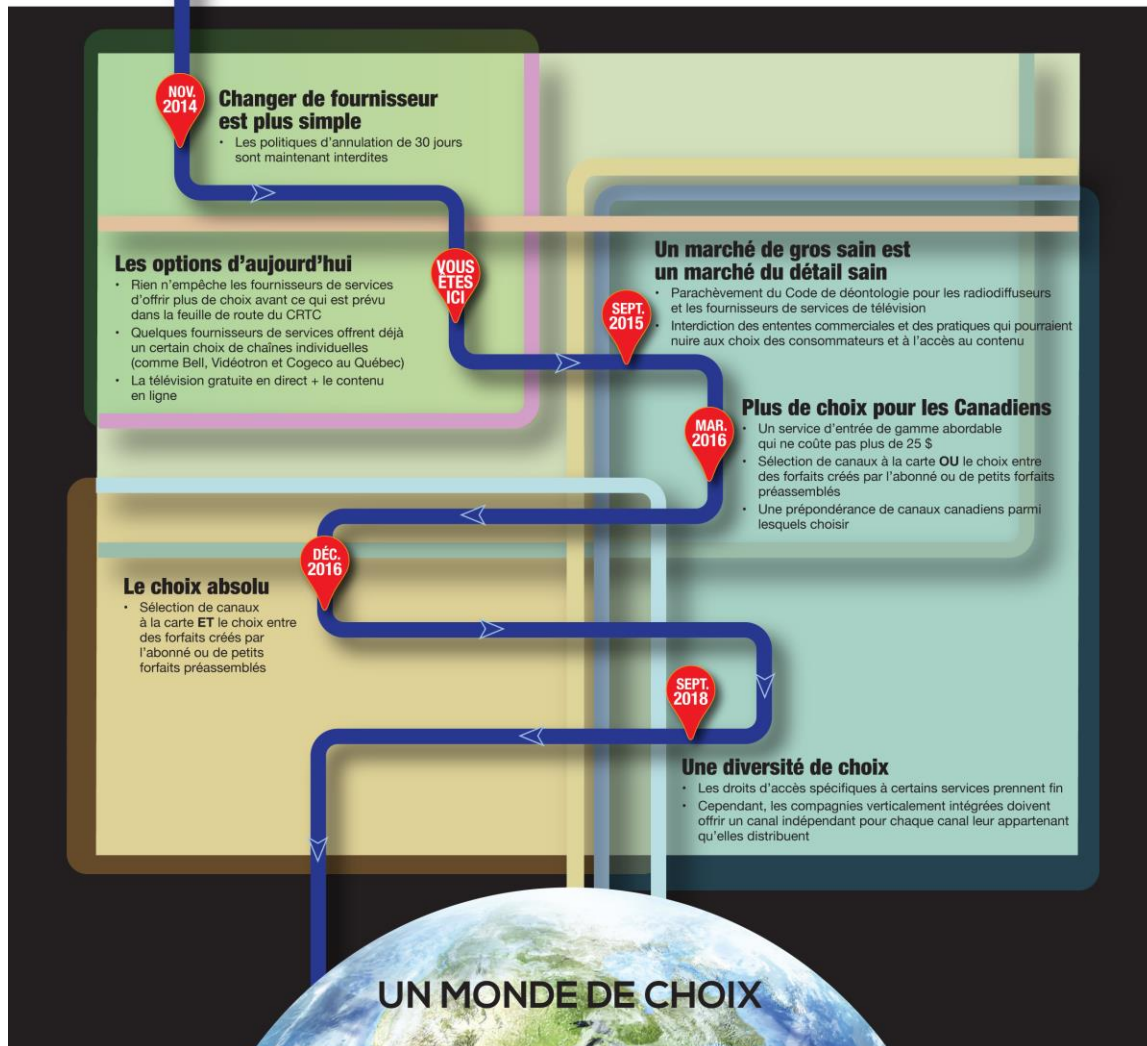 NOV.
2014
Changer de fournisseur
est plus simple
• Les politiques d'annulation de 30 jours
sont maintenant interdites
Les options d'aujourd'hui
• Rien n'empêche les fournisseurs de services
d'offrir plus de choix avant ce qui est prévu
dans la feuille de route du CRTC
• Quelques fournisseurs de services offrent déjà
un certain choix de chaînes individuelles
(comme Bell, Vidéotron et Cogeco au Québec)
• La télévision gratuite en direct + le contenu
en ligne
VOUS
ÊTES
ICI
SEPT.
2015
Un marché de gros sain est
un marché du détail sain
• Parachèvement du Code de déontologie pour les radiodiffuseurs
et les fournisseurs de services de télévision
• Interdiction des ententes commerciales et des pratiques qui pourraient
nuire aux choix des consommateurs et à l'accès au contenu
MAR.
2016
Plus de choix pour les Canadiens
• Un service d'entrée de gamme abordable
qui ne coûte pas plus de 25 $
• Sélection de canaux à la carte OU le choix entre
des forfaits créés par l'abonné ou de petits forfaits
préassemblés
• Une prépondérance de canaux canadiens parmi
lesquels choisir
DÉC.
2016
Le choix absolu
• Sélection de canaux
à la carte ET le choix entre
des forfaits créés par
l'abonné ou de petits
forfaits préassemblés
SEPT.
2018
Une diversité de choix
• Les droits d'accès spécifiques à certains services prennent fin
• Cependant, les compagnies verticalement intégrées doivent
offrir un canal indépendant pour chaque canal leur appartenant
qu'elles distribuent
UN MONDE DE CHOIX